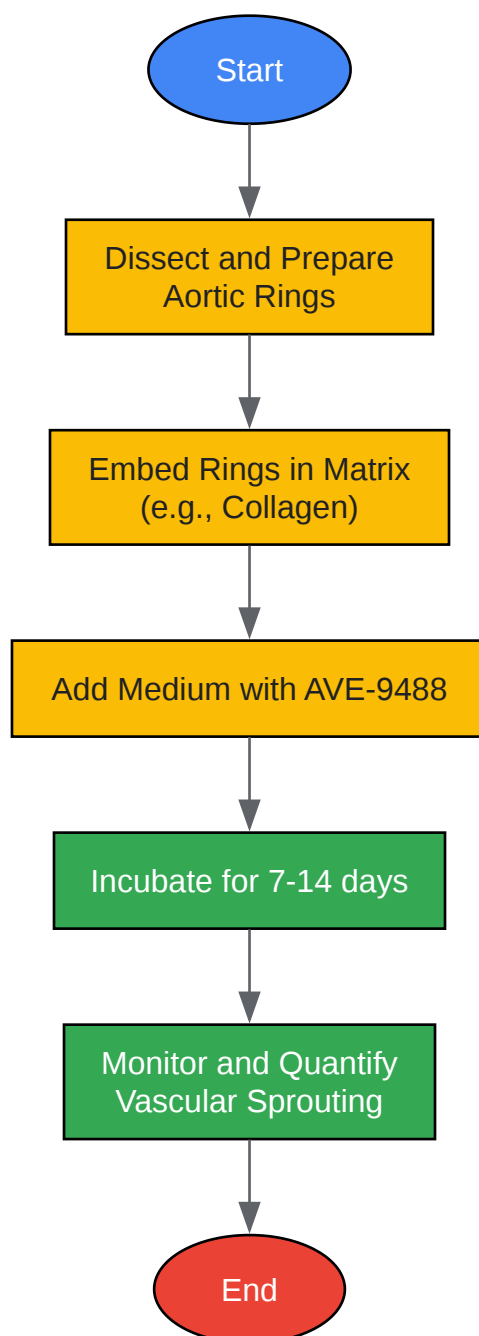 Start
Dissect and Prepare
Aortic Rings
Embed Rings in Matrix
(e.g., Collagen)
Add Medium with AVE-9488
Incubate for 7-14 days
Monitor and Quantify
Vascular Sprouting
End